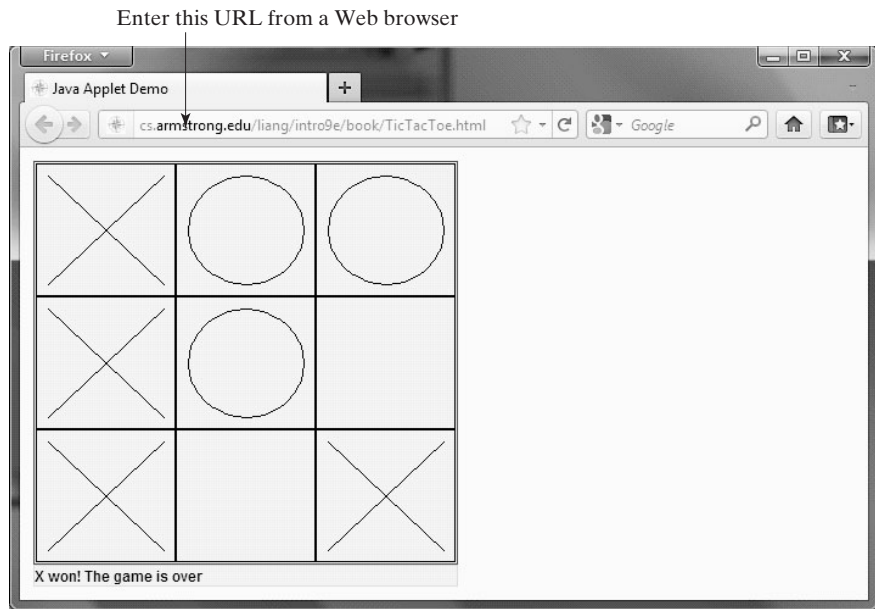 Enter this URL from a Web browser
Firefox
Java Applet Demo
cs.armstrong.edu/liang/intro9e/book/TicTacToe.html
Google
X won! The game is over